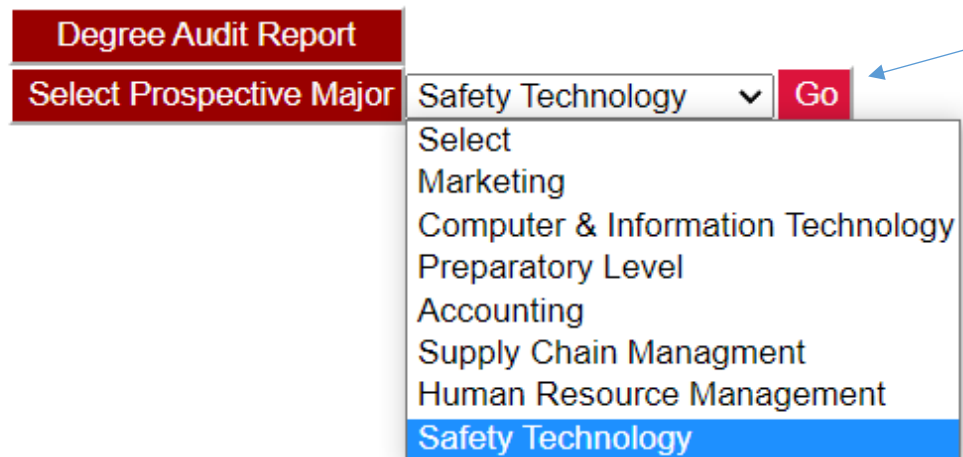 Degree Audit Report
Select Prospective Major Safety Technology Go
Select
Marketing
Computer & Information Technology
Preparatory Level
Accounting
Supply Chain Managment
Human Resource Management
Safety Technology